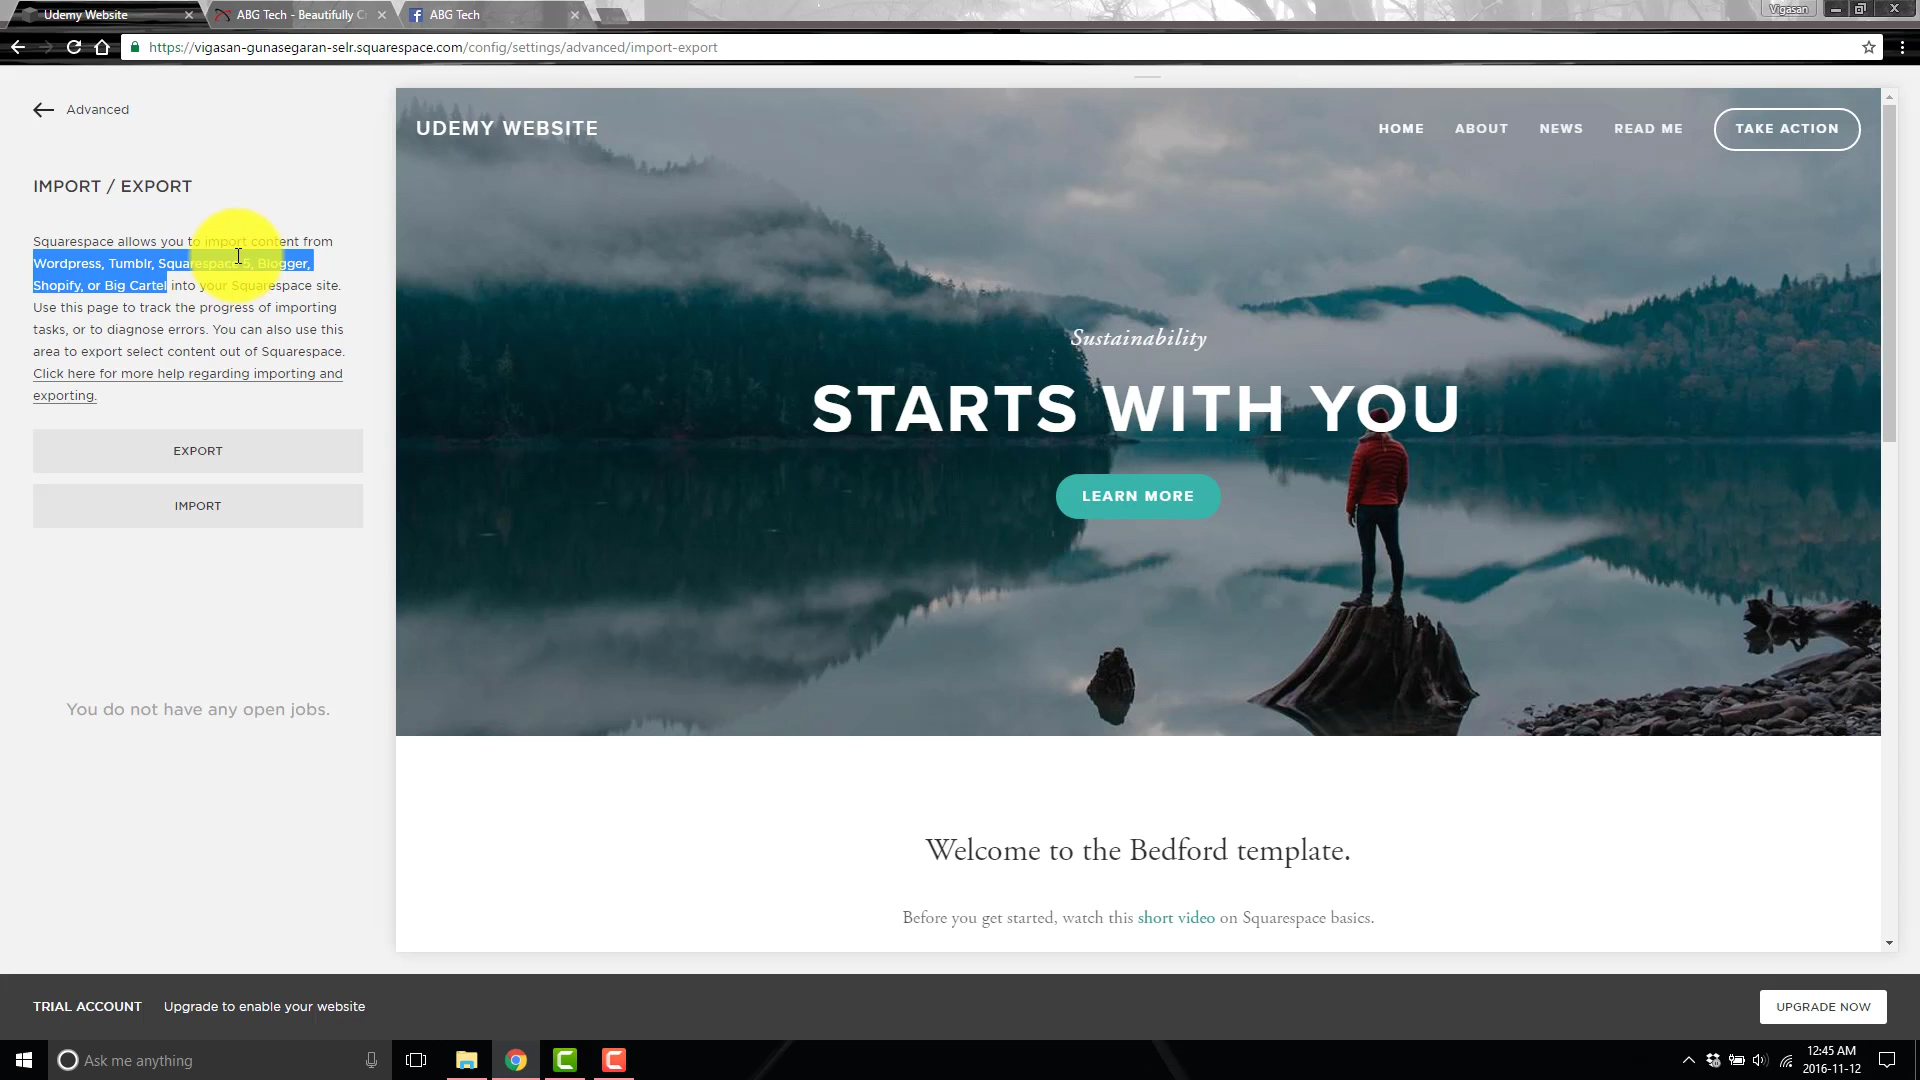 Udemy Website
ABG Tech - Beautifully C
ABG Tech
Vigasan
https://vigasan-gunasegaran-selr.squarespace.com/config/settings/advanced/import-export
Advanced
IMPORT / EXPORT
Squarespace allows you to import content from
Wordpress, Tumblr, Squarespace 5, Blogger,
Shopify, or Big Cartel into your Squarespace site.
Use this page to track the progress of importing
tasks, or to diagnose errors. You can also use this
area to export select content out of Squarespace.
Click here for more help regarding importing and
exporting.
EXPORT
IMPORT
You do not have any open jobs.
UDEMY WEBSITE
HOME ABOUT NEWS READ ME TAKE ACTION
Sustainability
STARTS WITH YOU
LEARN MORE
Welcome to the Bedford template.
Before you get started, watch this short video on Squarespace basics.
TRIAL ACCOUNT Upgrade to enable your website
UPGRADE NOW
Ask me anything
12:45 AM
2016-11-12